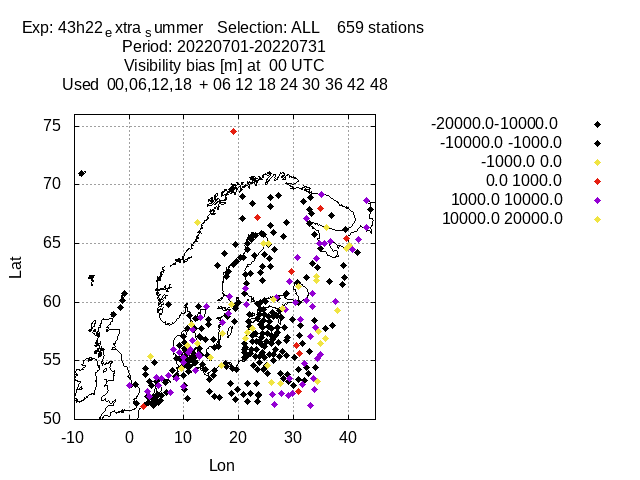 Exp: 43h22extrasummer Selection: ALL 659 stations
Period: 20220701-20220731
Visibility bias [m] at 00 UTC
Used 00,06,12,18 + 06 12 18 24 30 36 42 48
-20000.0-10000.0
-10000.0 -1000.0
-1000.0 0.0
0.0 1000.0
1000.0 10000.0
10000.0 20000.0
75
70
65
60
55
50
Lat
-10 0 10 20 30 40
Lon